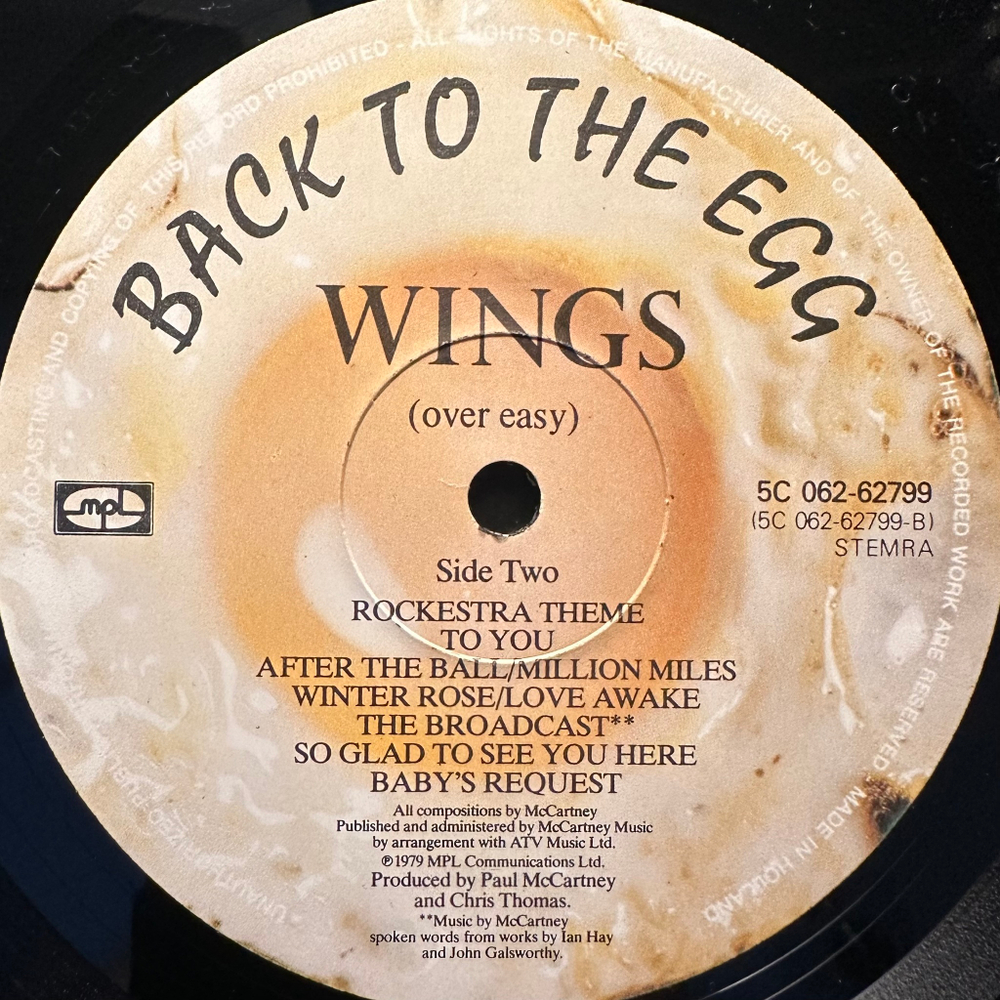 BACK TO THE EGG
WINGS
(over easy)
mpl
5C 062-62799
(5C 062-62799-B)
STEMRA
Side Two
ROCKESTRA THEME
TO YOU
AFTER THE BALL/MILLION MILES
WINTER ROSE/LOVE AWAKE
THE BROADCAST**
SO GLAD TO SEE YOU HERE
BABY'S REQUEST
All compositions by McCartney
Published and administered by McCartney Music
by arrangement with ATV Music Ltd.
℗1979 MPL Communications Ltd.
Produced by Paul McCartney
and Chris Thomas.
**Music by McCartney
spoken words from works by Ian Hay
and John Galsworthy.
BROADCASTING AND COPYING OF THIS RECORD PROHIBITED - ALL RIGHTS OF THE MANUFACTURER AND OF THE OWNER OF THE RECORDED WORK ARE RESERVED - MADE IN HOLLAND